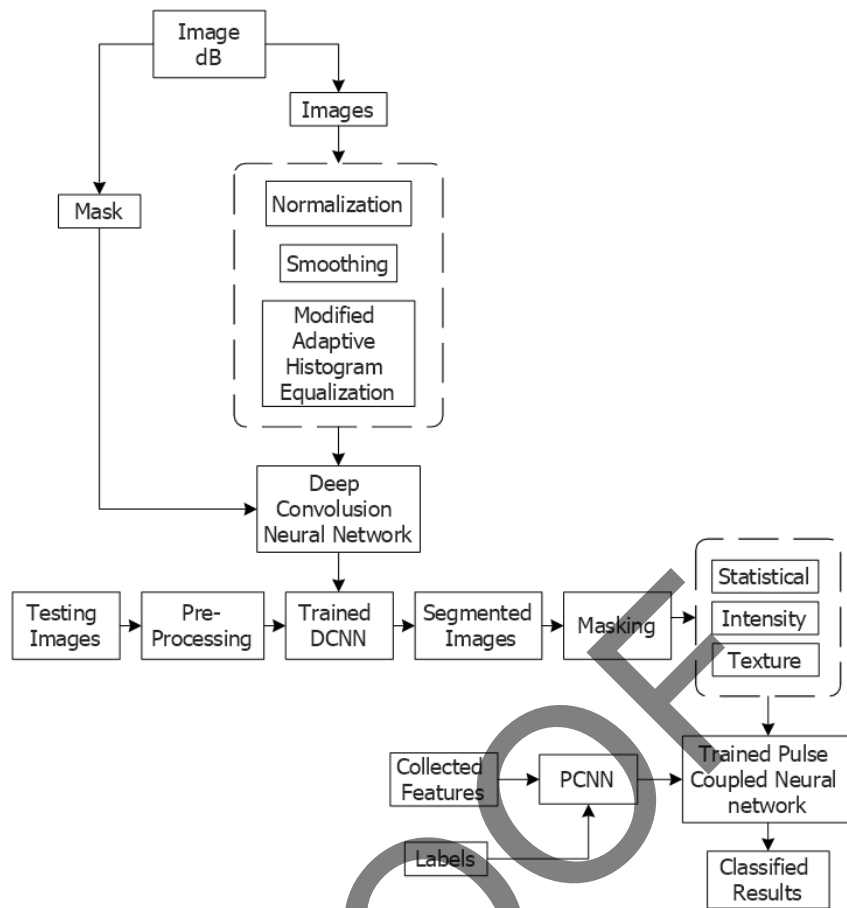 Image
dB
Images
Mask
Normalization
Smoothing
Modified
Adaptive
Histogram
Equalization
Deep
Convolusion
Neural Network
Testing
Images
Pre-
Processing
Trained
DCNN
Segmented
Images
Masking
Statistical
Intensity
Texture
Collected
Features
PCNN
Trained Pulse
Coupled Neural
network
Labels
Classified
Results
OOF